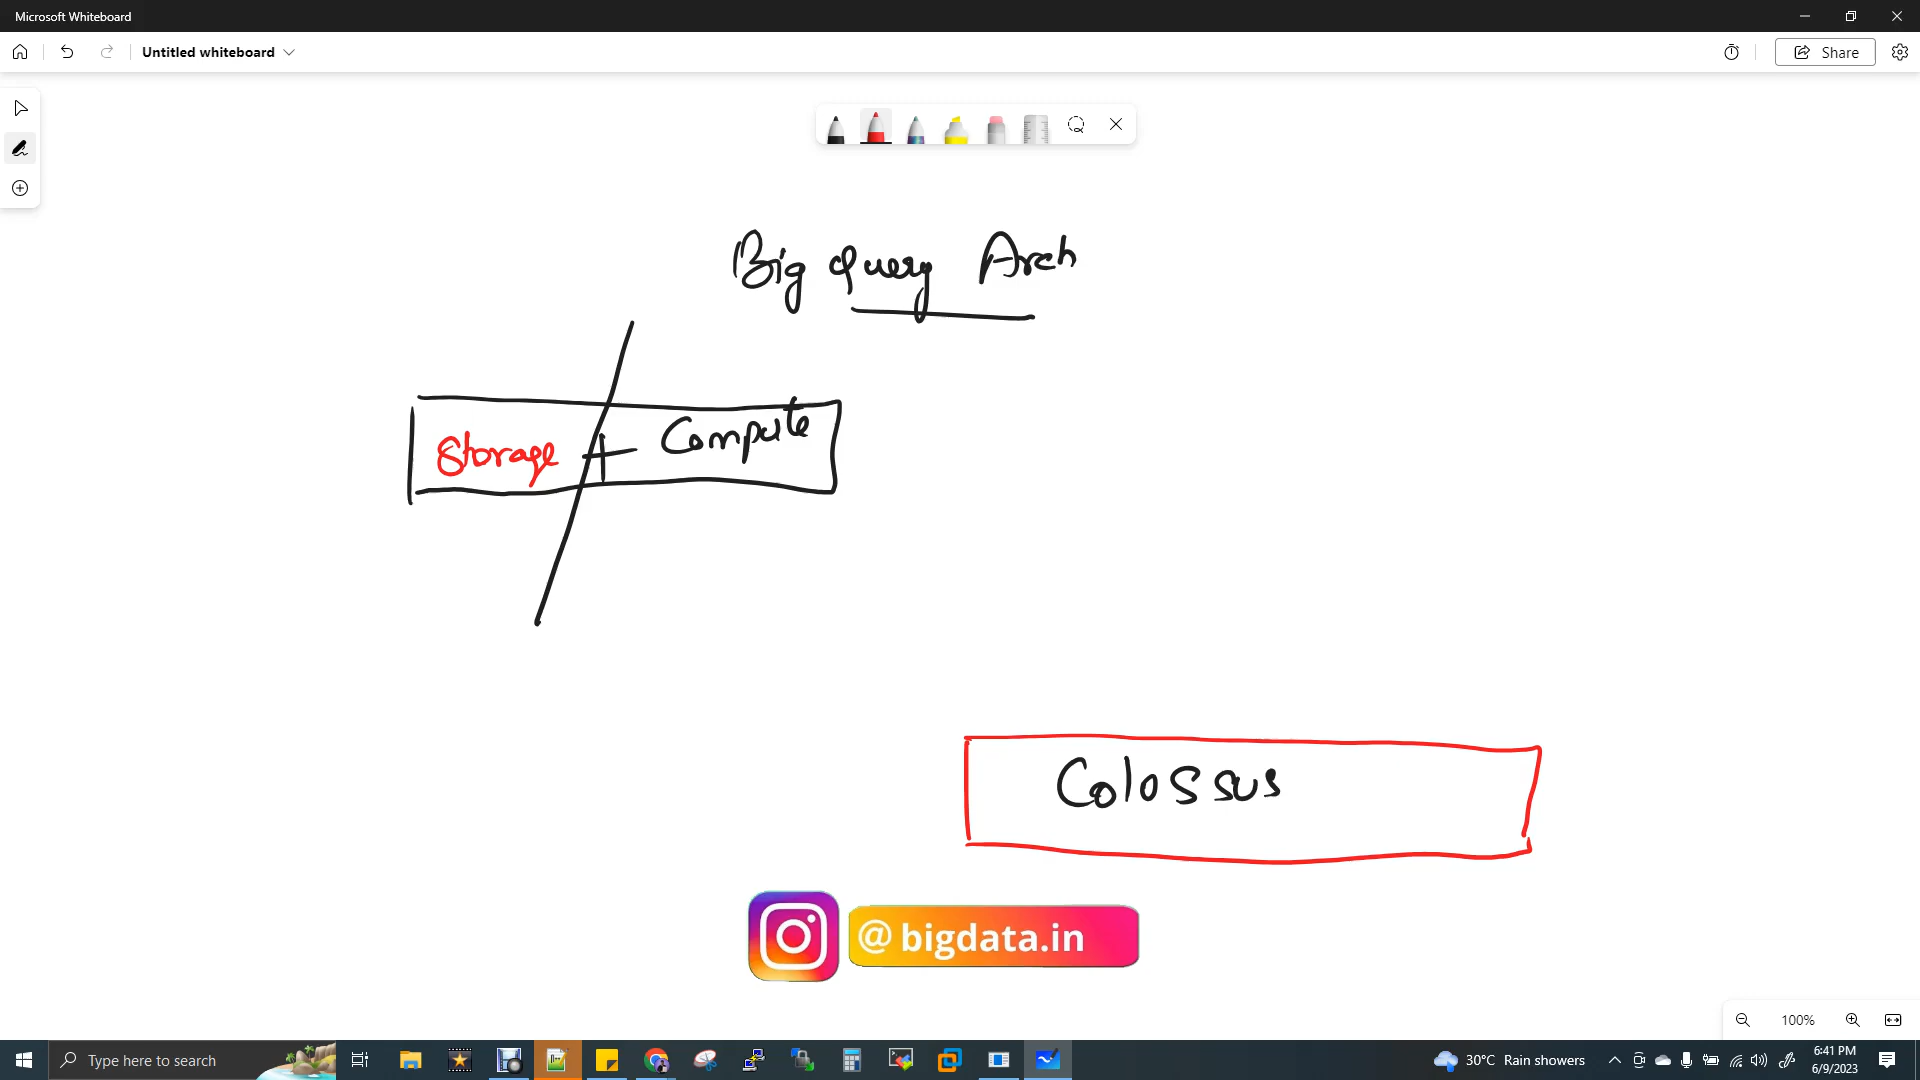 Microsoft Whiteboard
Untitled whiteboard
Share
Big Query Arch
Storage + Compute
Colossus
@ bigdata.in
100%
Type here to search
30°C Rain showers
6:41 PM
6/9/2023